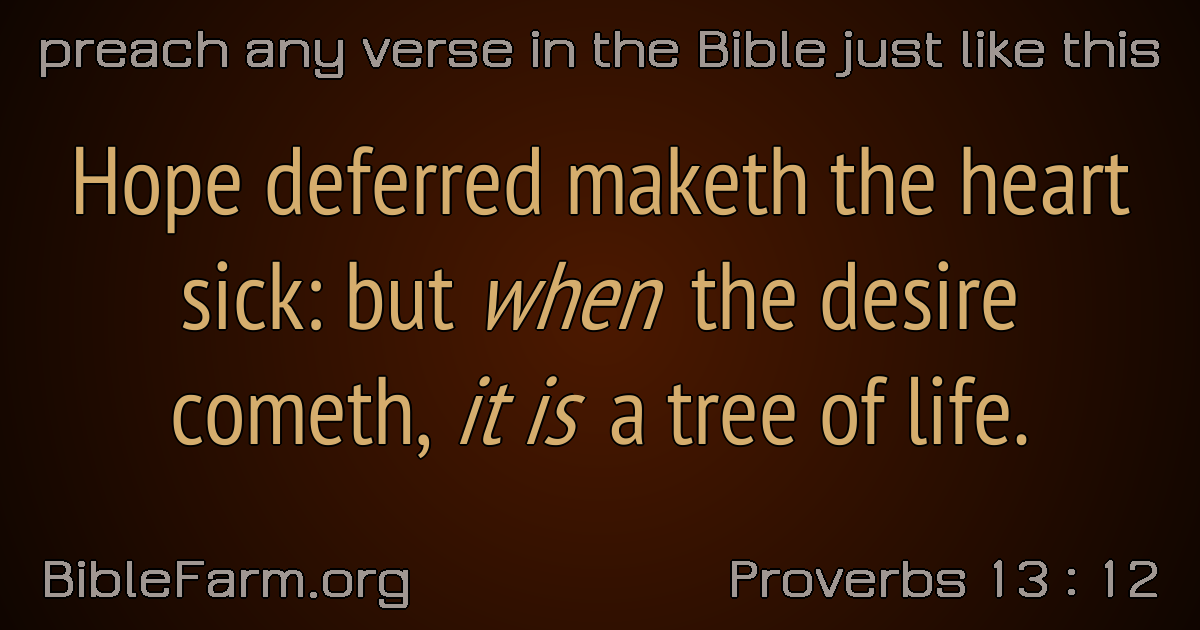 preach any verse in the Bible just like this
Hope deferred maketh the heart
sick: but when the desire
cometh, it is a tree of life.
BibleFarm.org
Proverbs 13 : 12